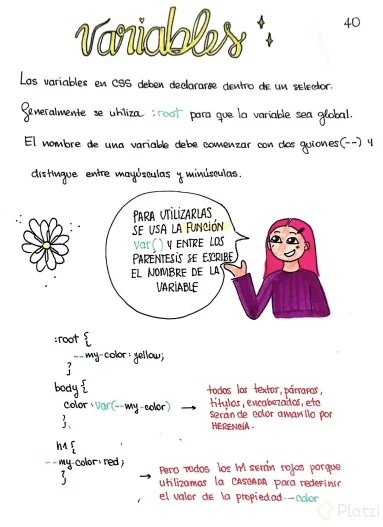 variables
40
Las variables en CSS deben declararse dentro de un selector.
Generalmente se utiliza :root para que la variable sea global.
El nombre de una variable debe comenzar con dos guiones(--) y
distingue entre mayúsculas y minúsculas.
PARA UTILIZARLAS
SE USA LA FUNCIÓN
var( ) Y ENTRE LOS
PARÉNTESIS SE ESCRIBE
EL NOMBRE DE LA
VARIABLE
:root {
--my-color: yellow;
}
body {
color: var(--my-color)
}.
todos los textos, párrafos,
títulos, encabezados, etc
serán de color amarillo por
HERENCIA.
h1 {
--my-color: red;
}
Pero todos los h1 serán rojos porque
utilizamos la CASCADA para redefinir
el valor de la propiedad --color
Platzi